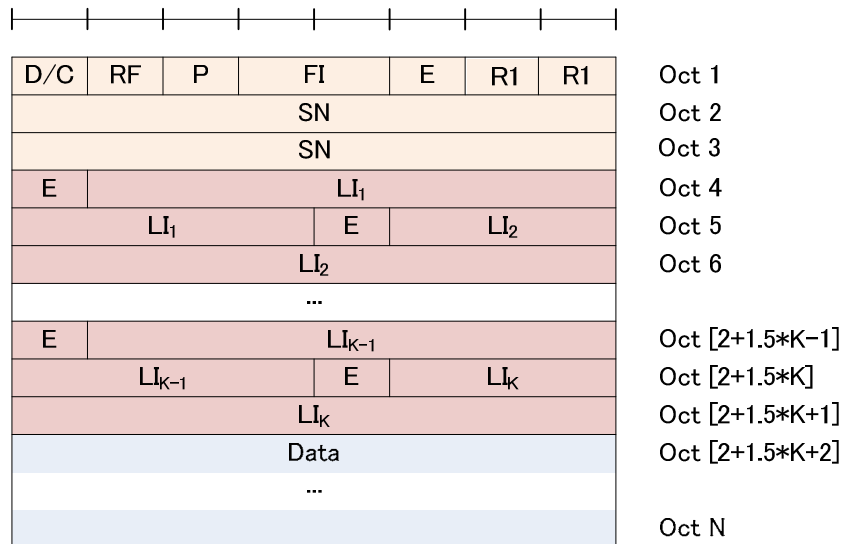 D/C RF P FI E R1 R1 Oct 1
SN Oct 2
SN Oct 3
E LI₁ Oct 4
LI₁ E LI₂ Oct 5
LI₂ Oct 6
...
E LIK₋₁ Oct [2+1.5*K-1]
LIK₋₁ E LIK Oct [2+1.5*K]
LIK Oct [2+1.5*K+1]
Data Oct [2+1.5*K+2]
...
Oct N